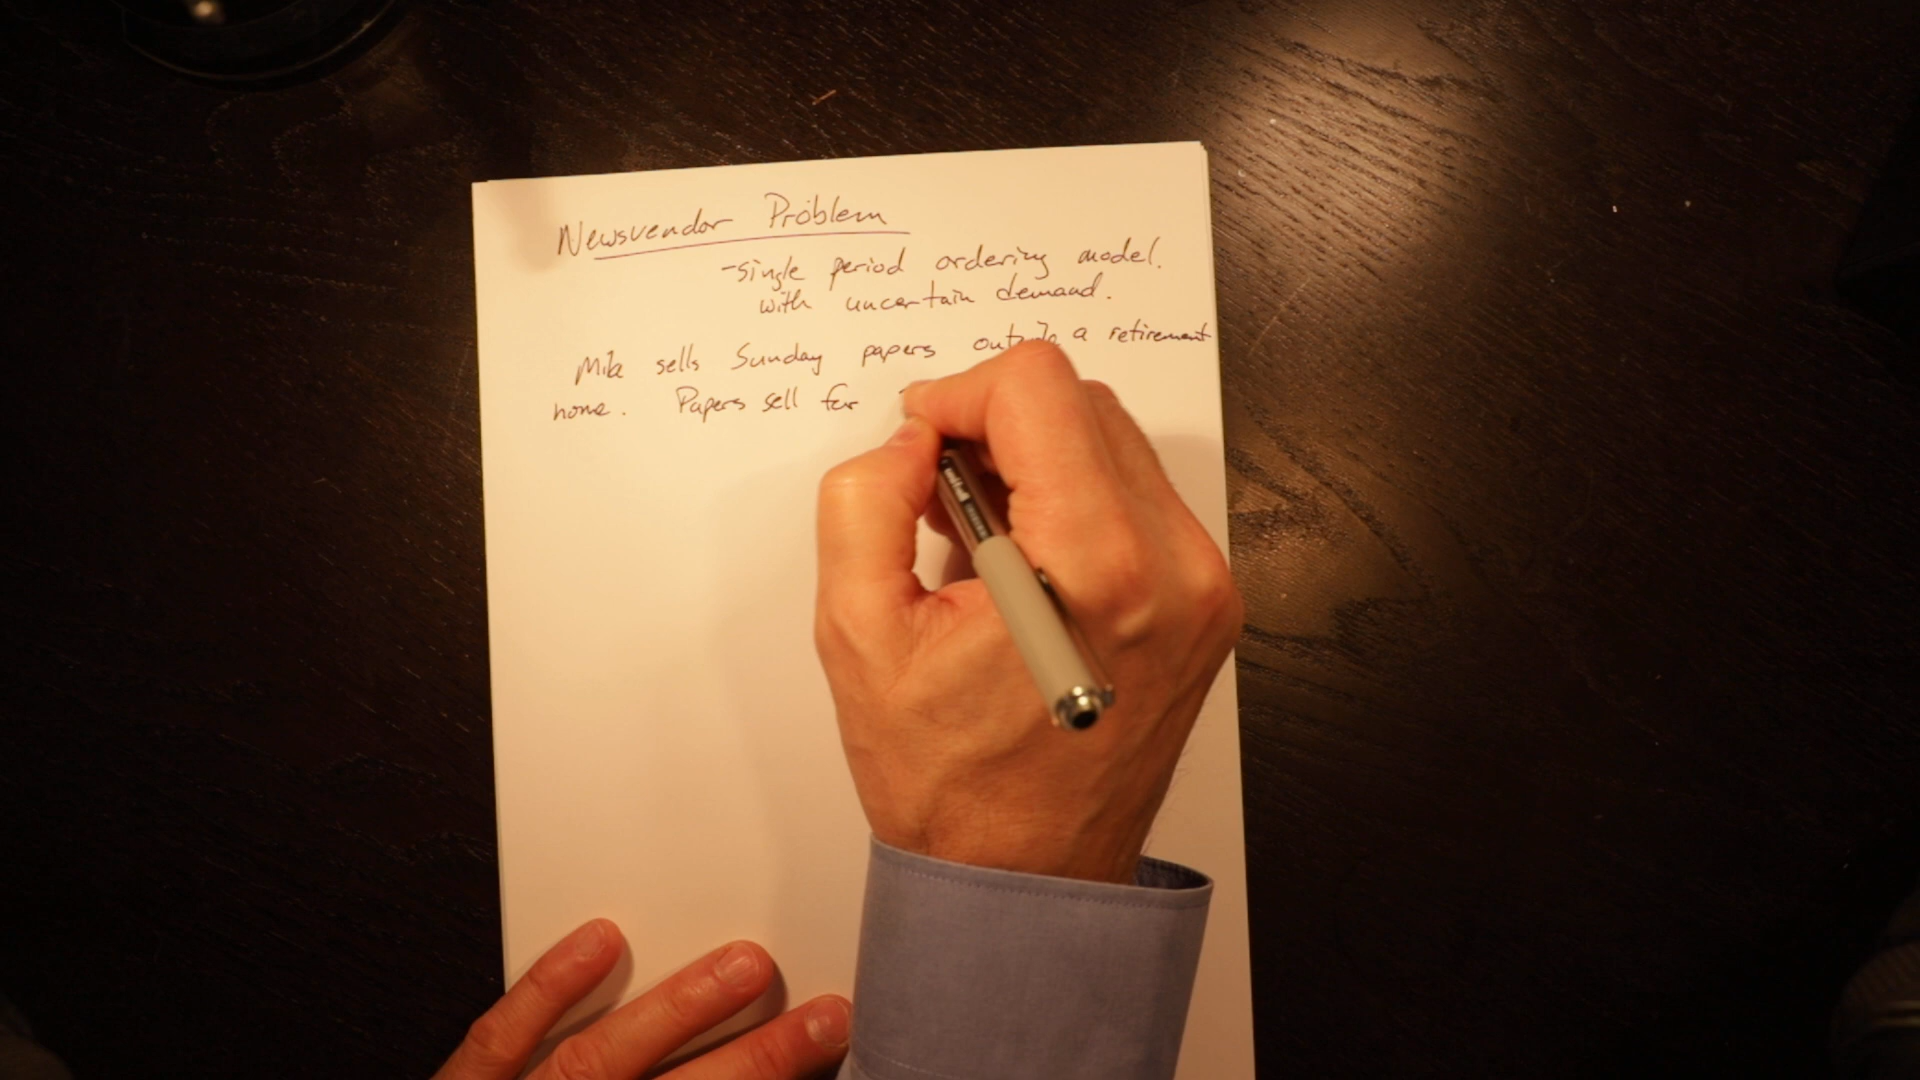 Newsvendor Problem
-single period ordering model.
with uncertain demand.
Mike sells Sunday papers outside a retirement
home. Papers sell for